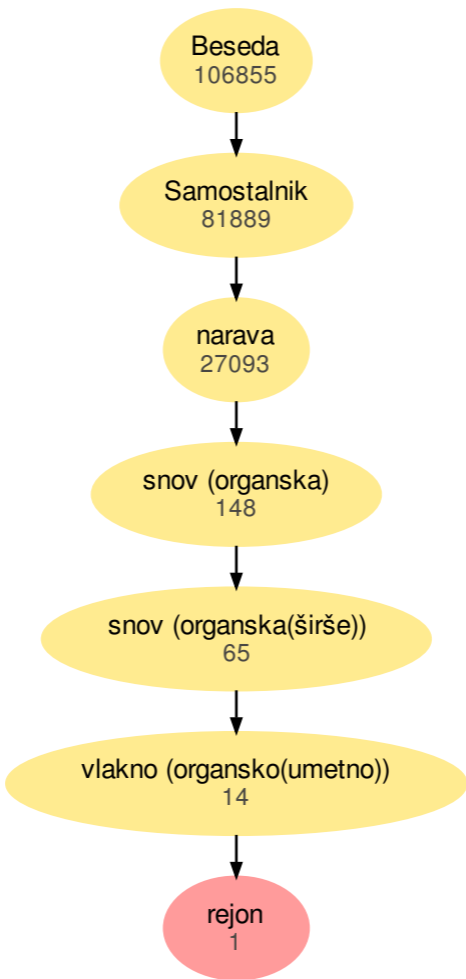 Beseda
106855
Samostalnik
81889
narava
27093
snov (organska)
148
snov (organska(širše))
65
vlakno (organsko(umetno))
14
rejon
1